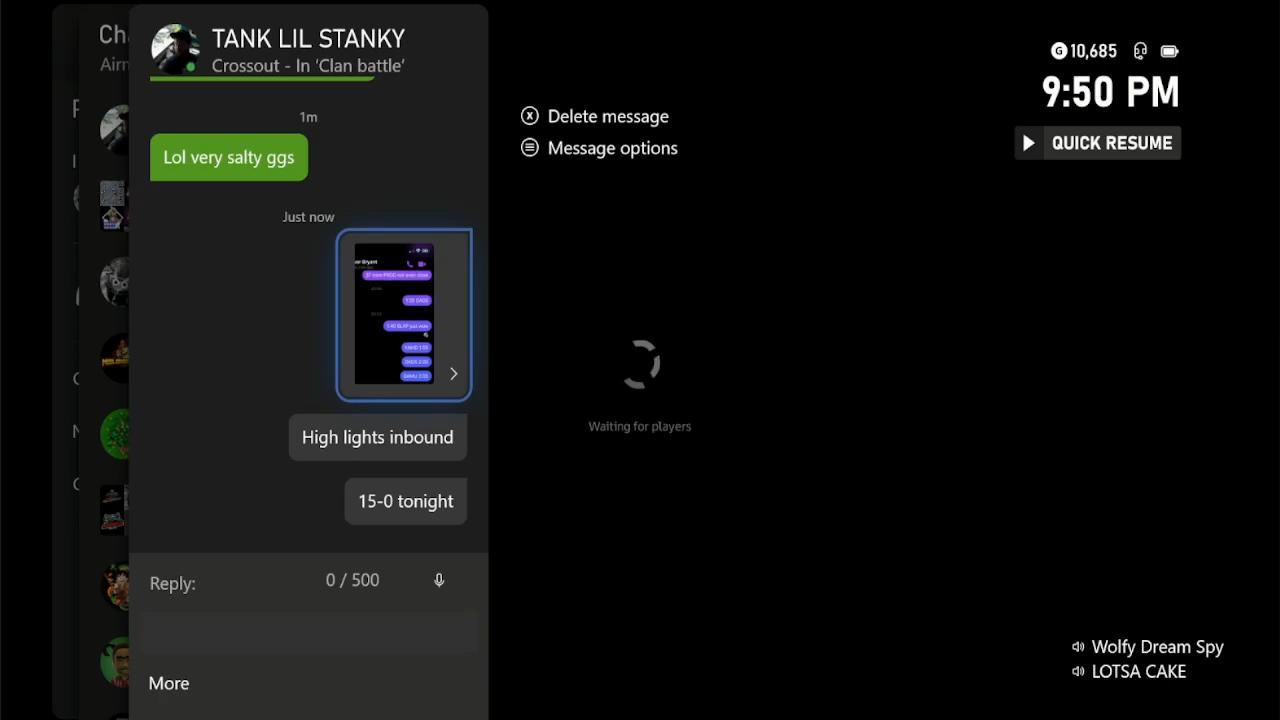 TANK LIL STANKY
Crossout - In 'Clan battle'
1m
Lol very salty ggs
Just now
High lights inbound
15-0 tonight
Reply:
0 / 500
More
X Delete message
Message options
Waiting for players
G 10,685
9:50 PM
QUICK RESUME
Wolfy Dream Spy
LOTSA CAKE